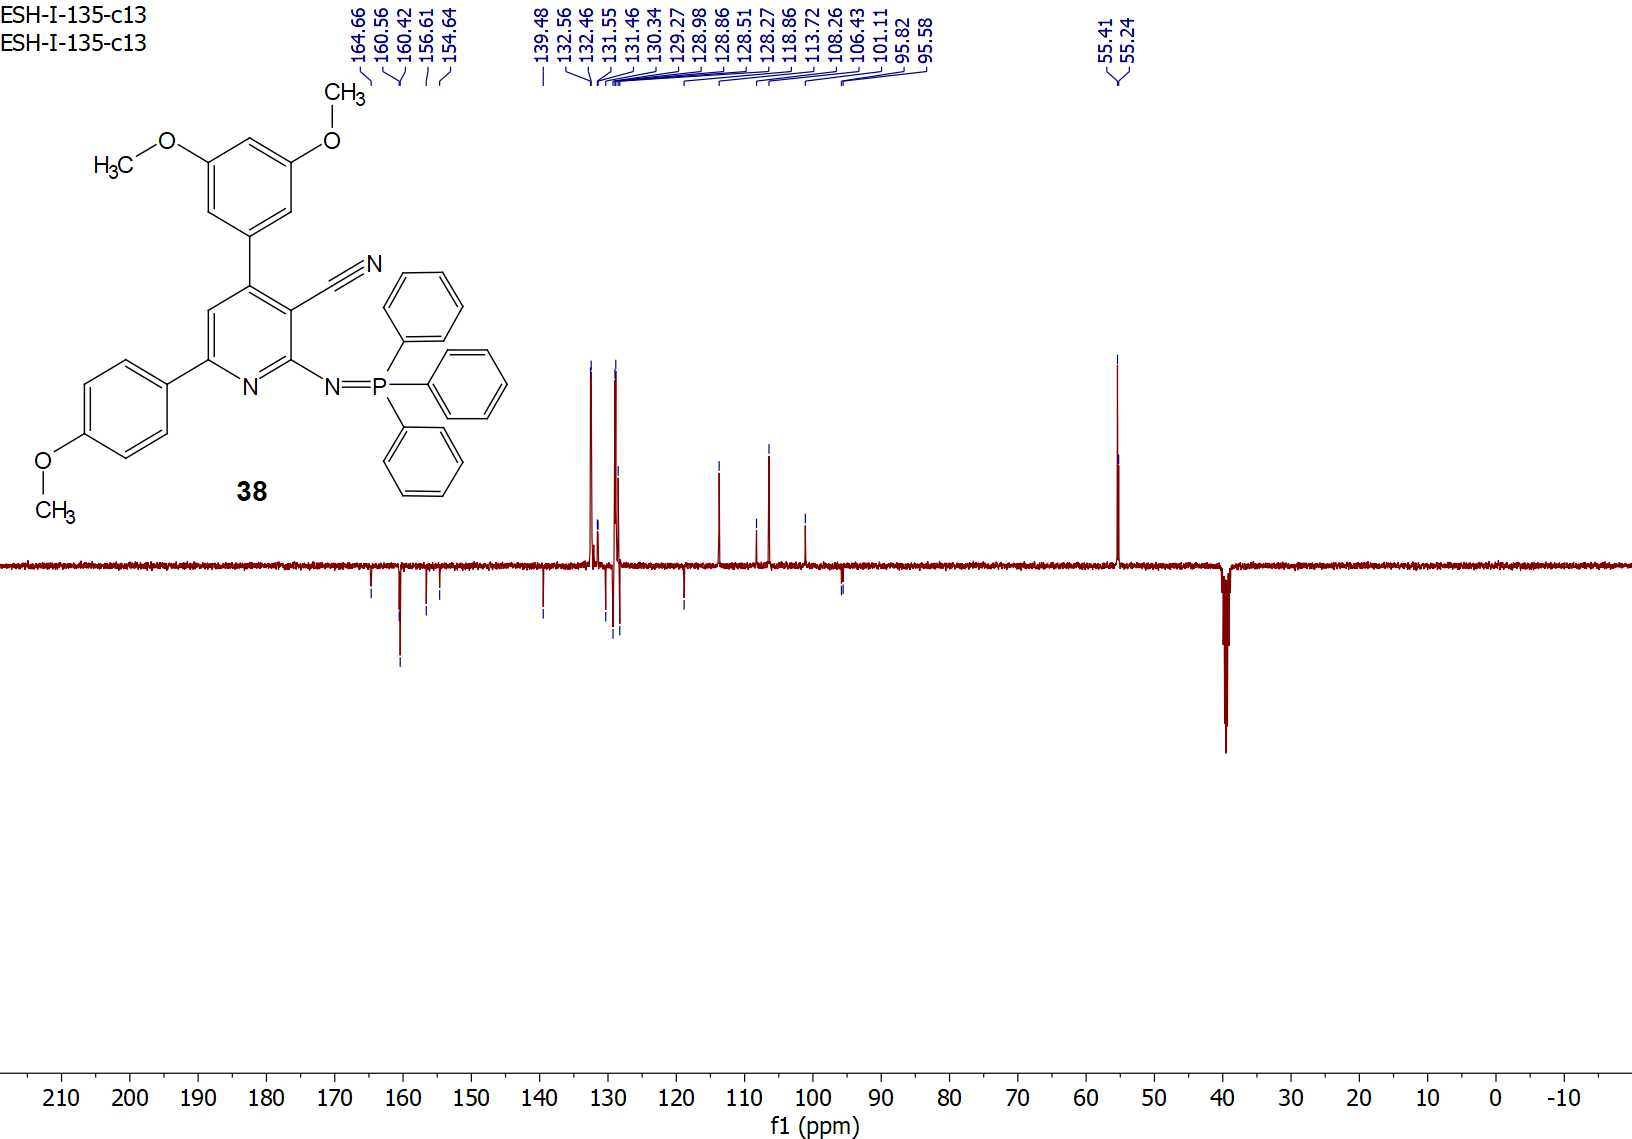 ESH-I-135-c13
ESH-I-135-c13
164.66
160.56
160.42
156.61
154.64
139.48
132.56
132.46
131.55
131.46
130.34
129.27
128.98
128.86
128.51
128.27
118.86
113.72
108.26
106.43
101.11
95.82
95.58
55.41
55.24
CH3
O
O
H3C
N
N
N
P
O
CH3
38
210 200 190 180 170 160 150 140 130 120 110 100 90 80 70 60 50 40 30 20 10 0 -10
f1 (ppm)